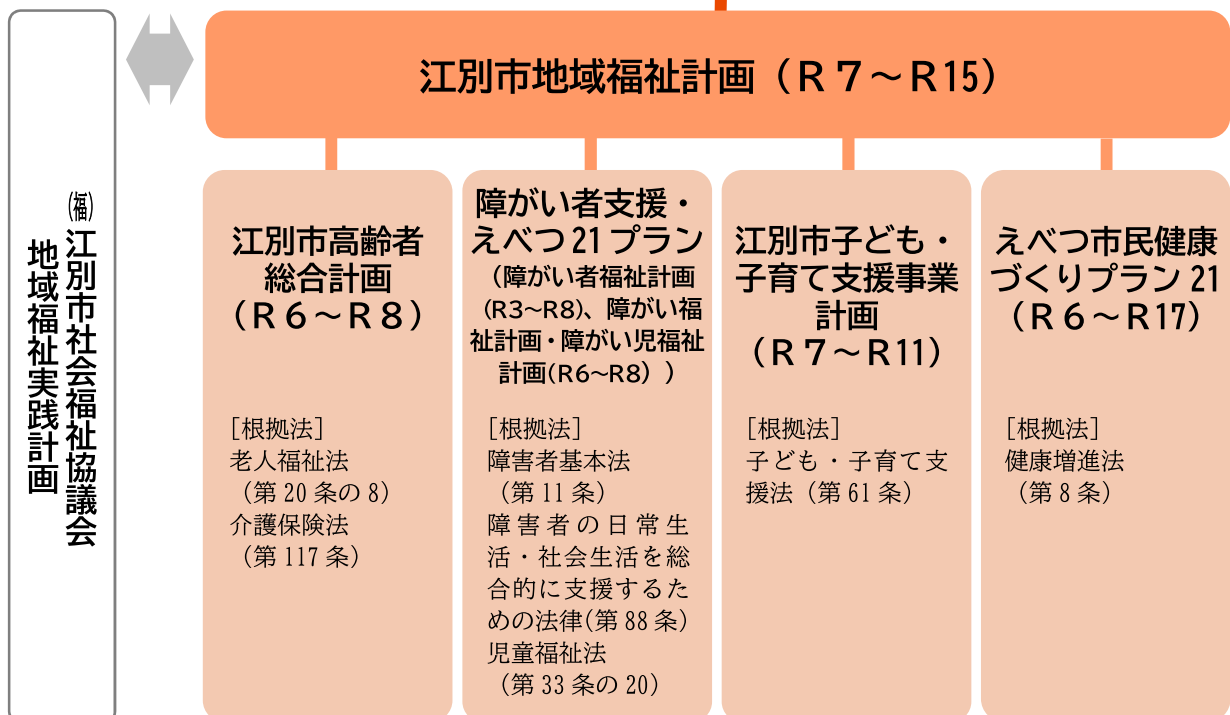 (福)江別市社会福祉協議会
地域福祉実践計画
江別市地域福祉計画（Ｒ７～Ｒ15）
江別市高齢者
総合計画
（Ｒ６～Ｒ８）
[根拠法]
老人福祉法
（第 20 条の 8）
介護保険法
（第 117 条）
障がい者支援・
えべつ 21 プラン
（障がい者福祉計画
(R3～R8)、障がい福
祉計画・障がい児福祉
計画(R6～R8））
[根拠法]
障害者基本法
（第 11 条）
障害者の日常生
活・社会生活を総
合的に支援するた
めの法律(第 88 条)
児童福祉法
（第 33 条の 20）
江別市子ども・
子育て支援事業
計画
（Ｒ７～Ｒ11）
[根拠法]
子ども・子育て支
援法（第 61 条）
えべつ市民健康
づくりプラン 21
（Ｒ６～Ｒ17）
[根拠法]
健康増進法
（第 8 条）